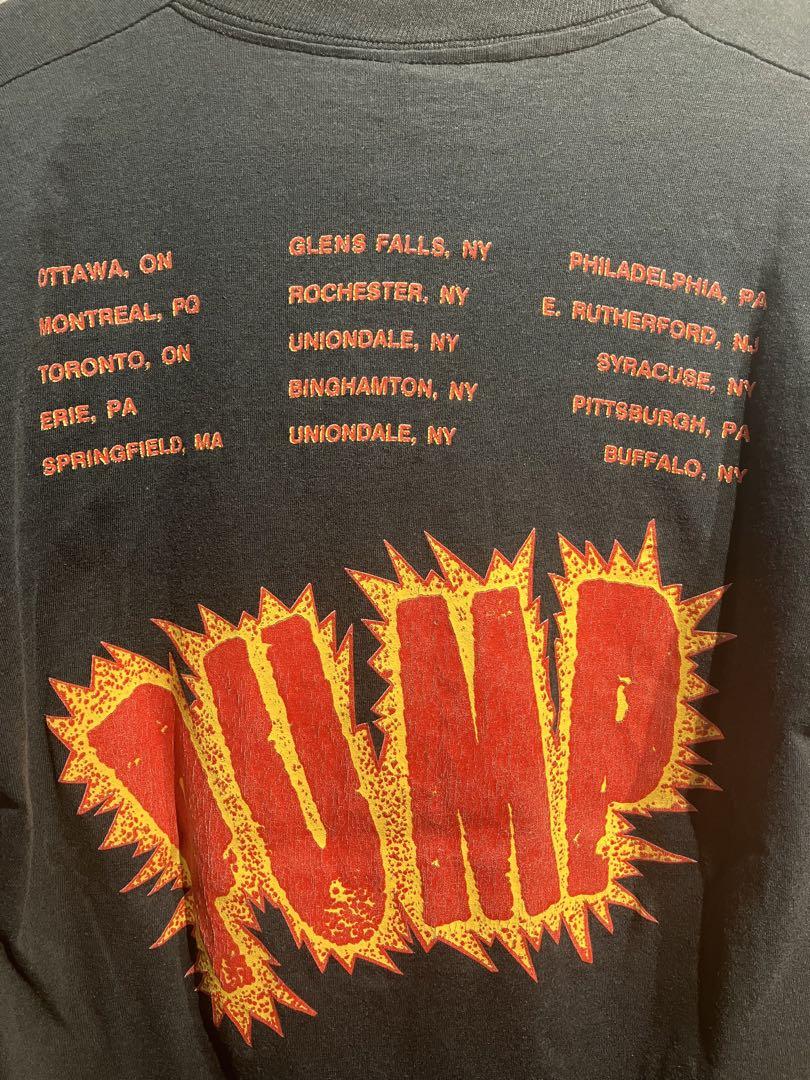 OTTAWA, ON
MONTREAL, PQ
TORONTO, ON
ERIE, PA
SPRINGFIELD, MA
GLENS FALLS, NY
ROCHESTER, NY
UNIONDALE, NY
BINGHAMTON, NY
UNIONDALE, NY
PHILADELPHIA, PA
E. RUTHERFORD, NJ
SYRACUSE, NY
PITTSBURGH, PA
BUFFALO, NY
PUMP